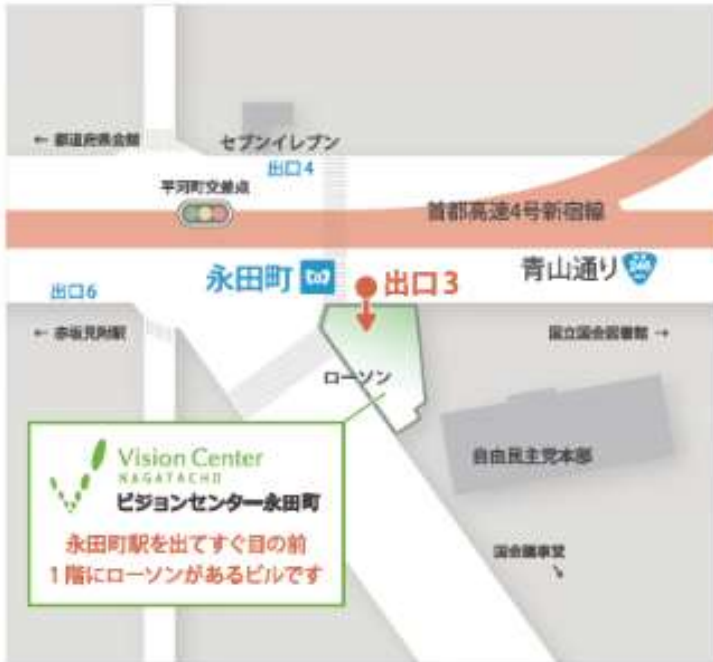 ← 都道府県会館
セブンイレブン
出口4
平河町交差点
首都高速4号新宿線
永田町
出口3
青山通り
246
出口6
← 赤坂見附駅
国立国会図書館 →
ローソン
自由民主党本部
Vision Center
NAGATACHO
ビジョンセンター永田町
永田町駅を出てすぐ目の前
1階にローソンがあるビルです
国会議事堂
↘